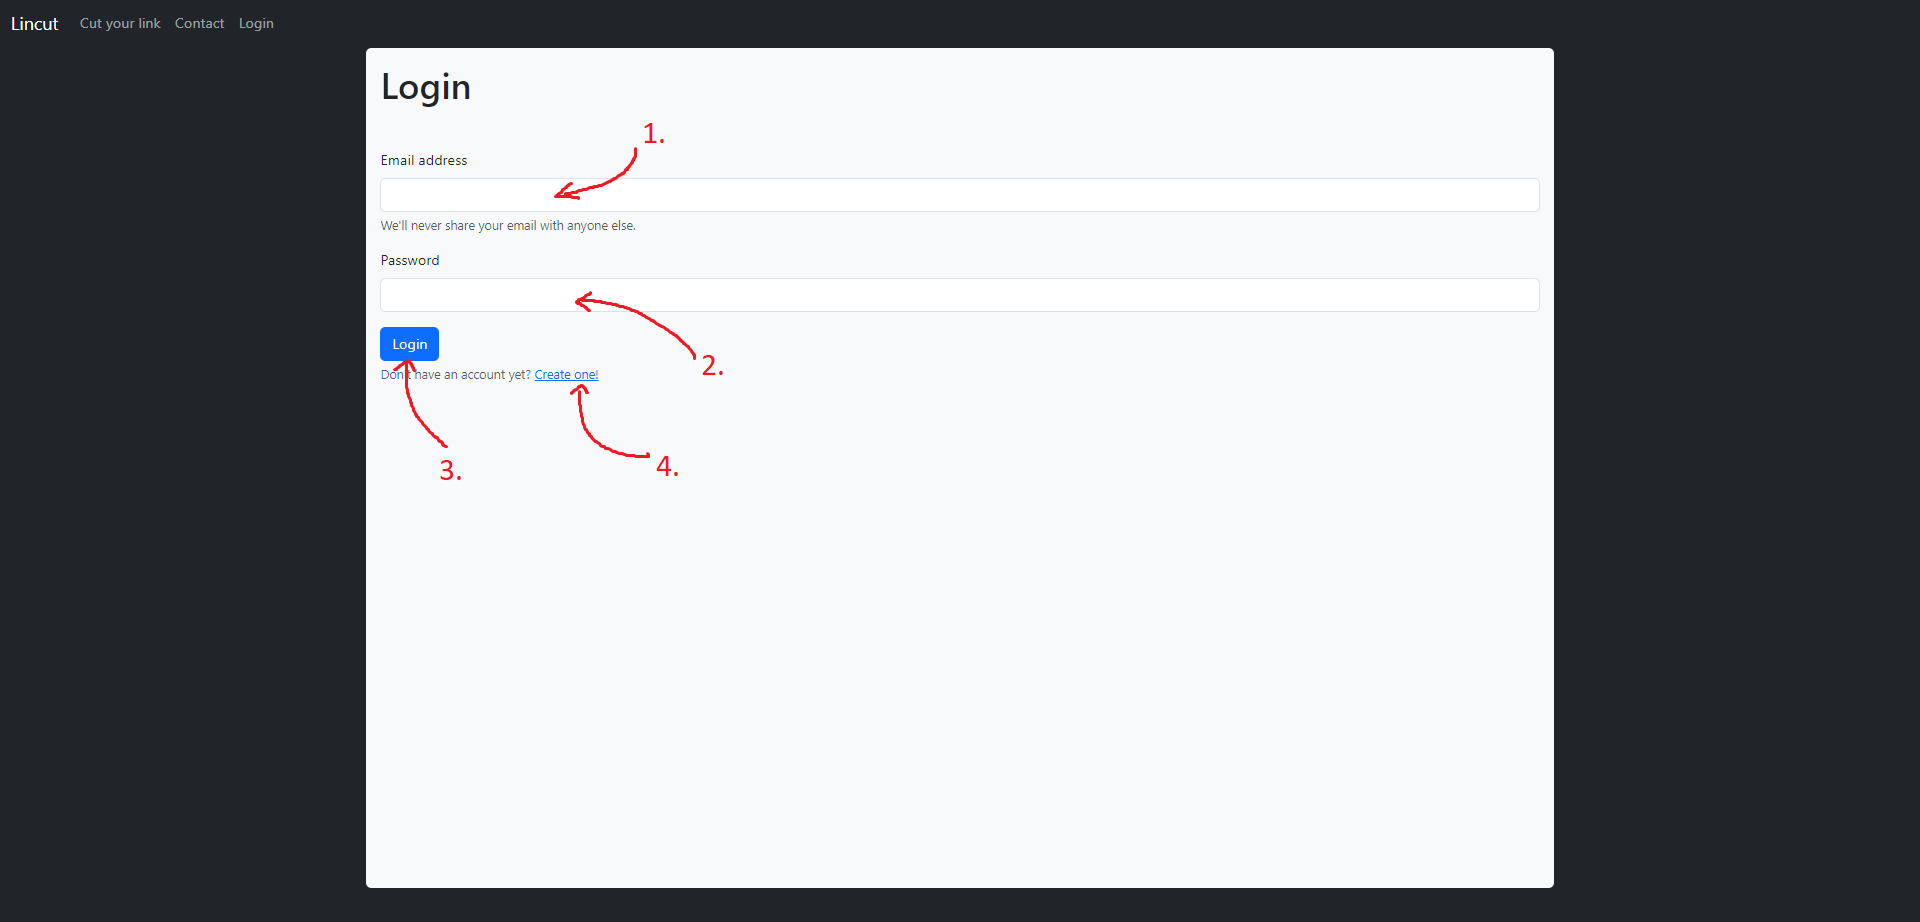 Lincut Cut your link Contact Login
Login
1.
Email address
We'll never share your email with anyone else.
Password
Login
2.
Don't have an account yet? Create one!
3.
4.